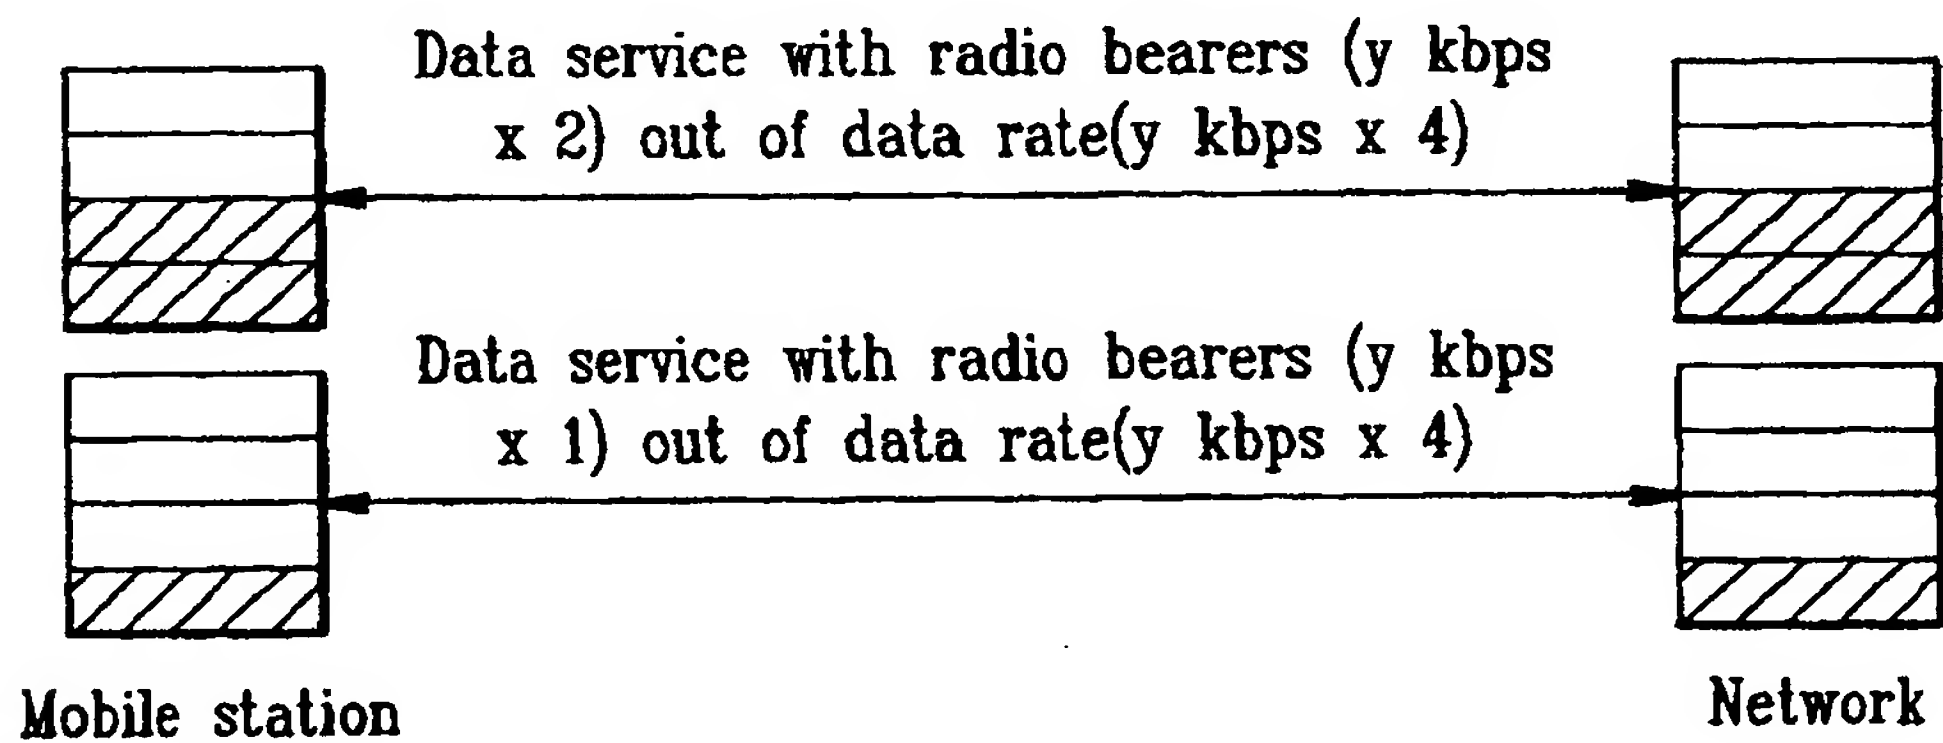 Data service with radio bearers (y kbps
x 2) out of data rate(y kbps x 4)
Data service with radio bearers (y kbps
x 1) out of data rate(y kbps x 4)
Mobile station
Network